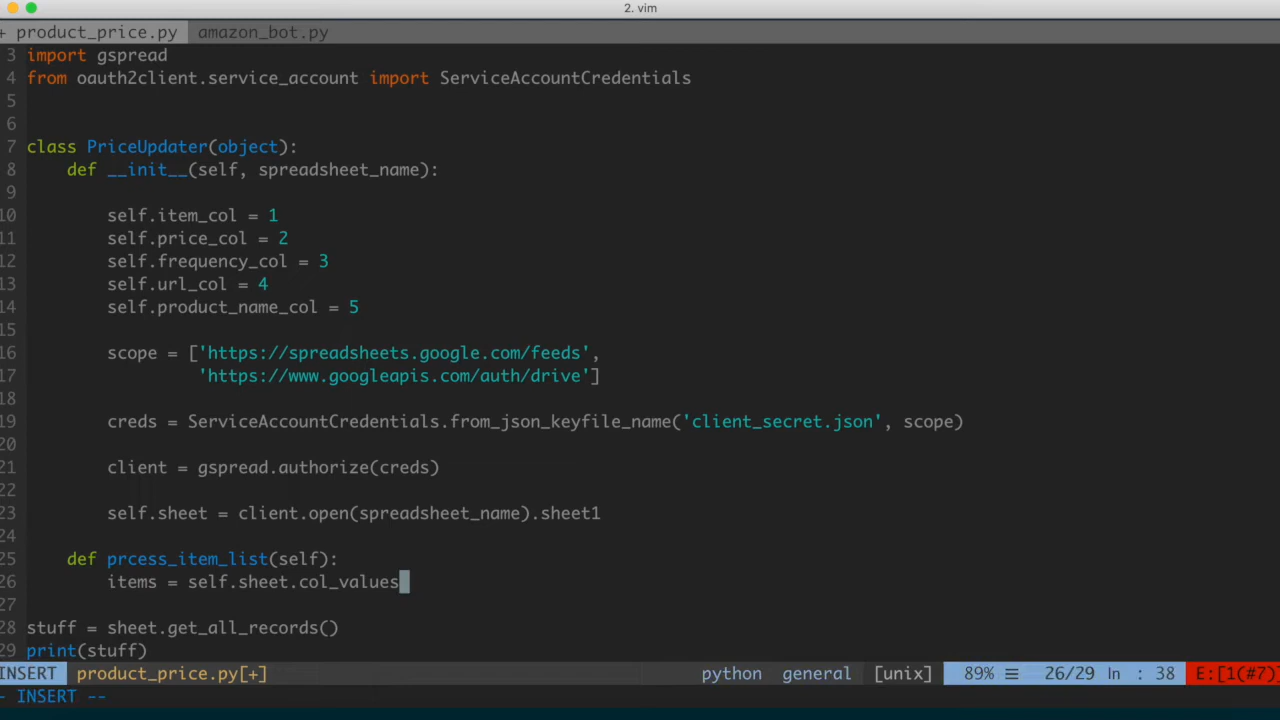 2. vim
+ product_price.py amazon_bot.py
3 import gspread
4 from oauth2client.service_account import ServiceAccountCredentials
5
6
7 class PriceUpdater(object):
8 def __init__(self, spreadsheet_name):
9
10 self.item_col = 1
11 self.price_col = 2
12 self.frequency_col = 3
13 self.url_col = 4
14 self.product_name_col = 5
15
16 scope = ['https://spreadsheets.google.com/feeds',
17 'https://www.googleapis.com/auth/drive']
18
19 creds = ServiceAccountCredentials.from_json_keyfile_name('client_secret.json', scope)
20
21 client = gspread.authorize(creds)
22
23 self.sheet = client.open(spreadsheet_name).sheet1
24
25 def prcess_item_list(self):
26 items = self.sheet.col_values
27
28 stuff = sheet.get_all_records()
29 print(stuff)
INSERT product_price.py[+] python general [unix] 89% ☰ 26/29 ln : 38 E:[1(#7)]
- INSERT --